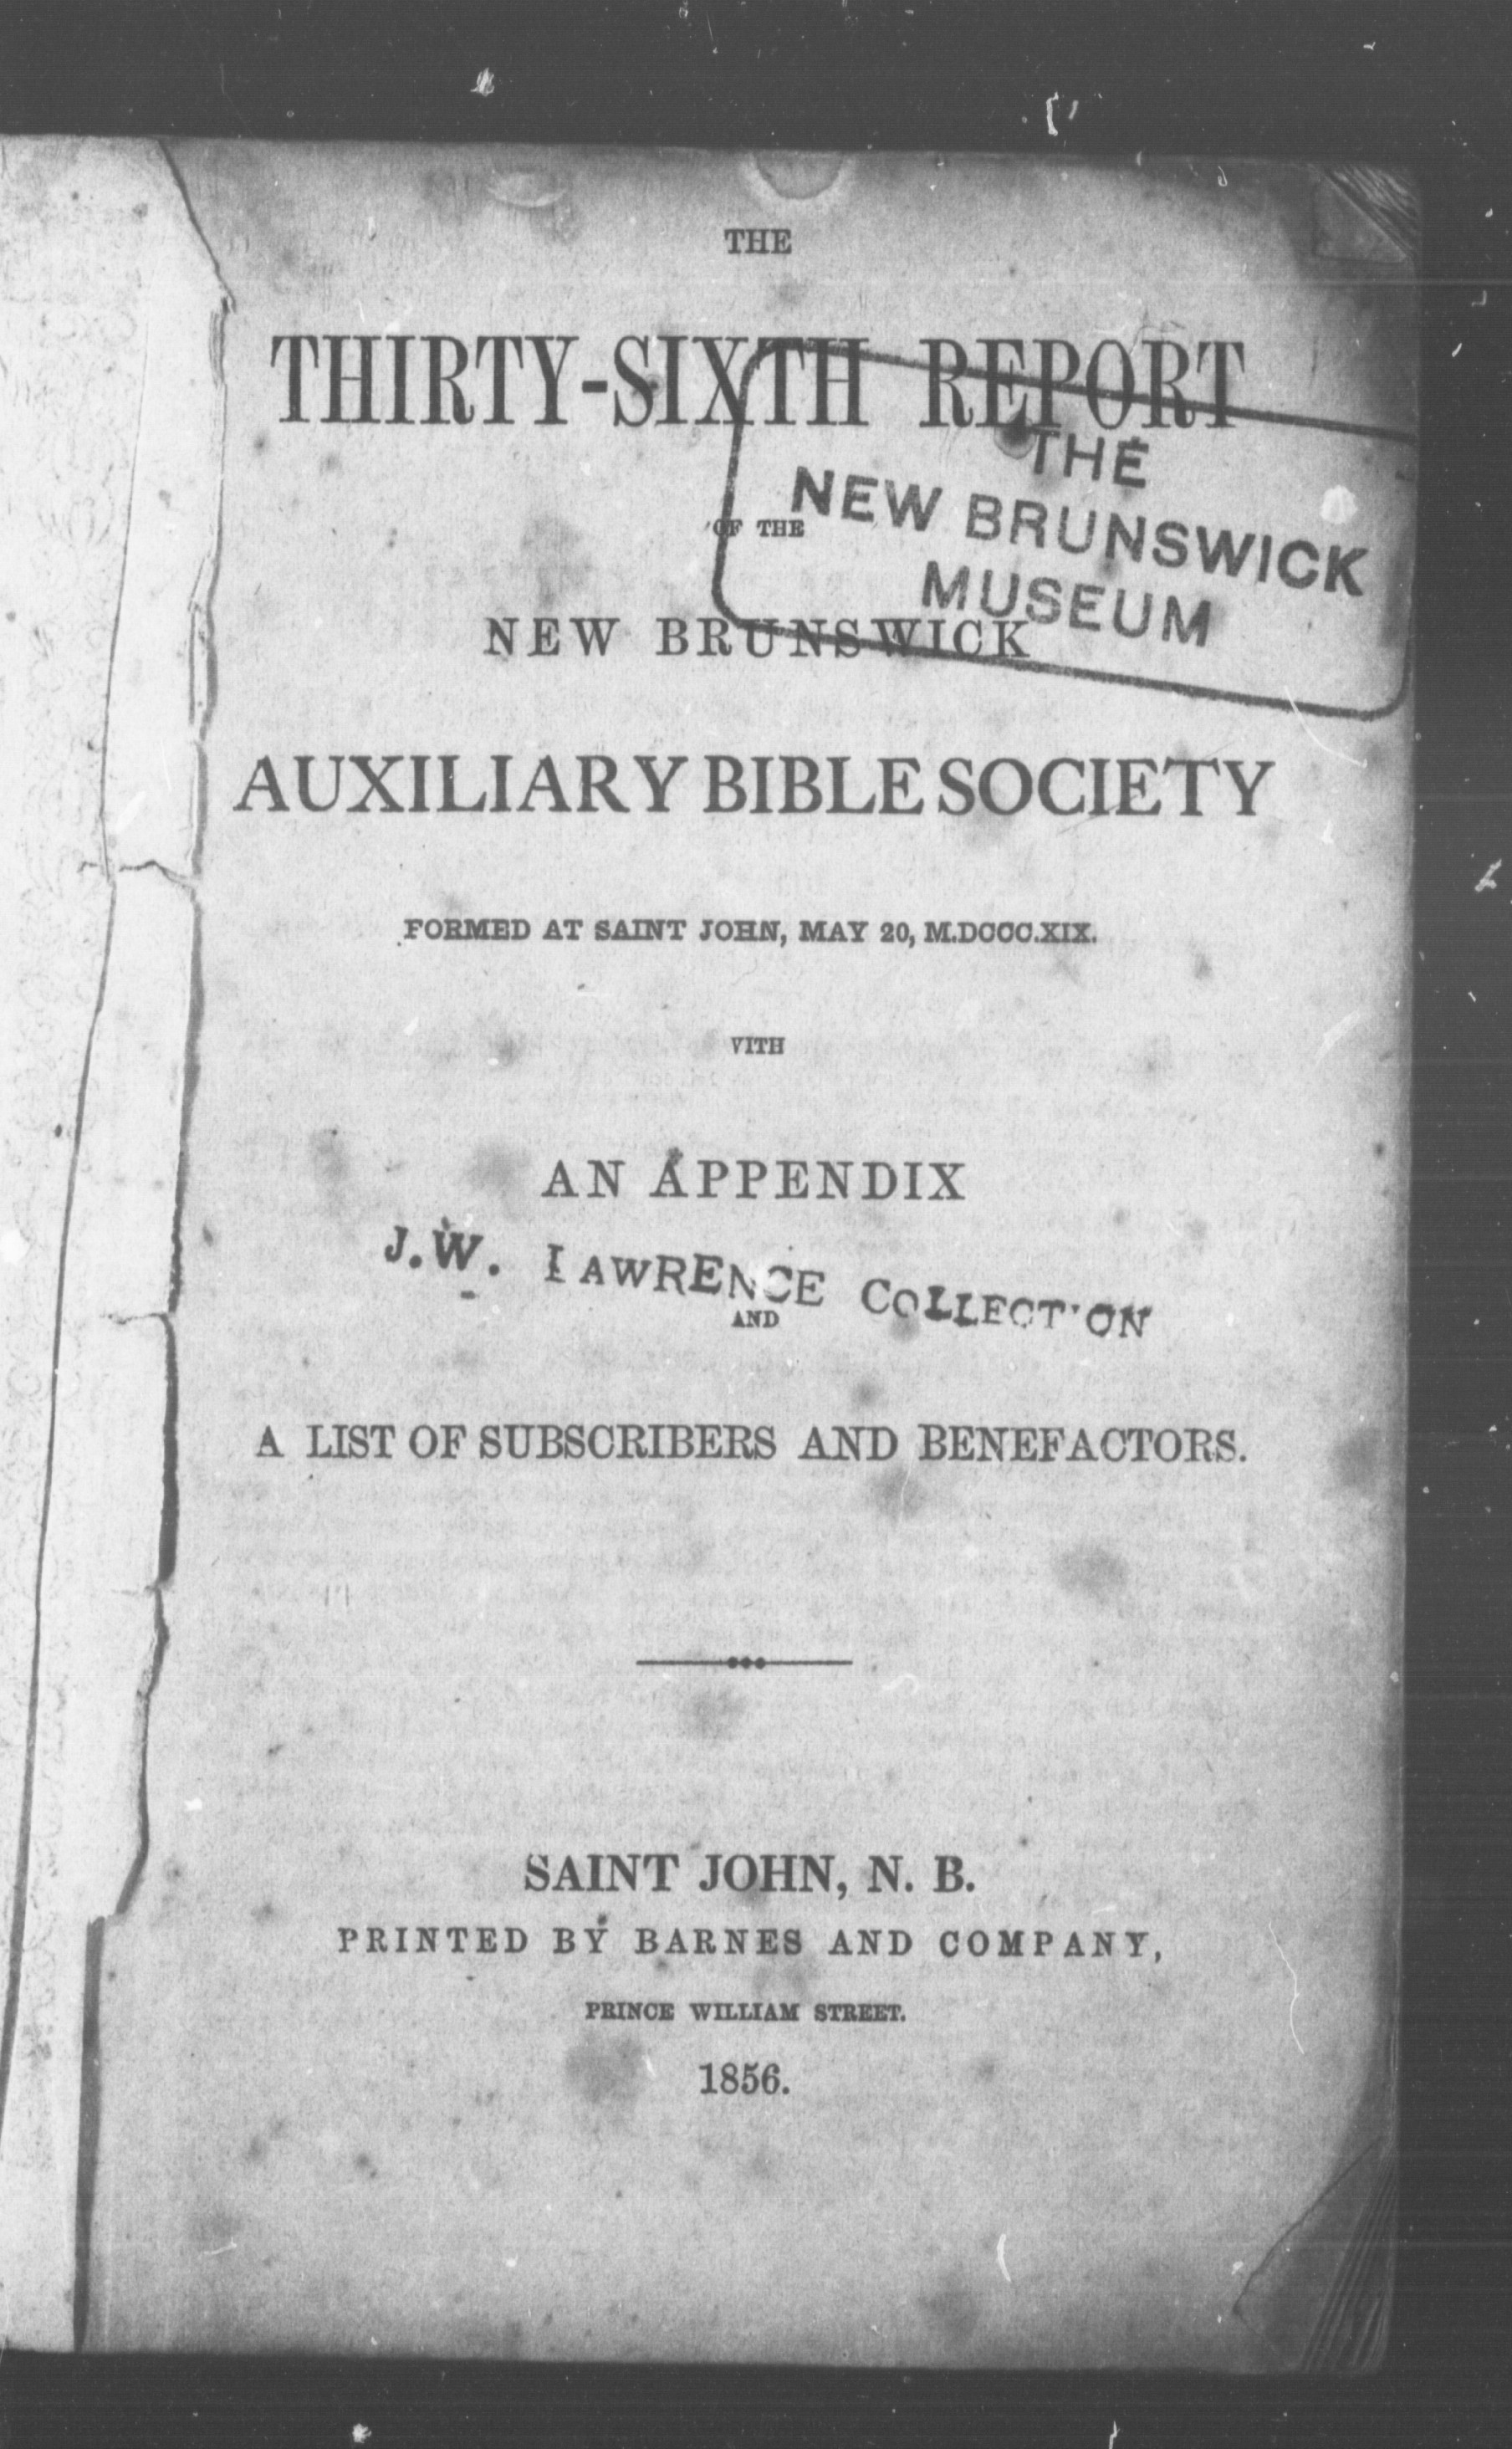 THE
THIRTY-SIXTH REPORT
THE
NEW BRUNSWICK
MUSEUM
OF THE
NEW BRUNSWICK
AUXILIARY BIBLE SOCIETY
FORMED AT SAINT JOHN, MAY 20, M.DCCC.XIX.
VITH
AN APPENDIX
J.W. LAWRENCE COLLECTION
AND
A LIST OF SUBSCRIBERS AND BENEFACTORS.
SAINT JOHN, N. B.
PRINTED BY BARNES AND COMPANY,
PRINCE WILLIAM STREET.
1856.